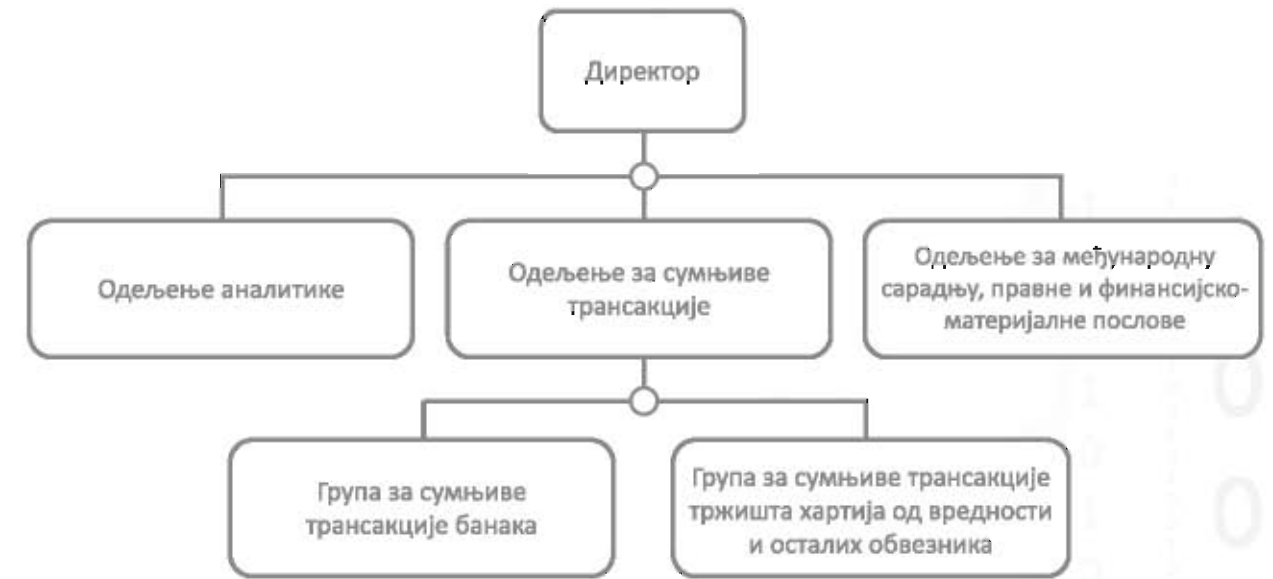 Директор
Одељење аналитике
Одељење за сумњиве
трансакције
Одељење за међународну
сарадњу, правне и финансијско-
материјалне послове
Група за сумњиве
трансакције банака
Група за сумњиве трансакције
тржишта хартија од вредности
и осталих обвезника